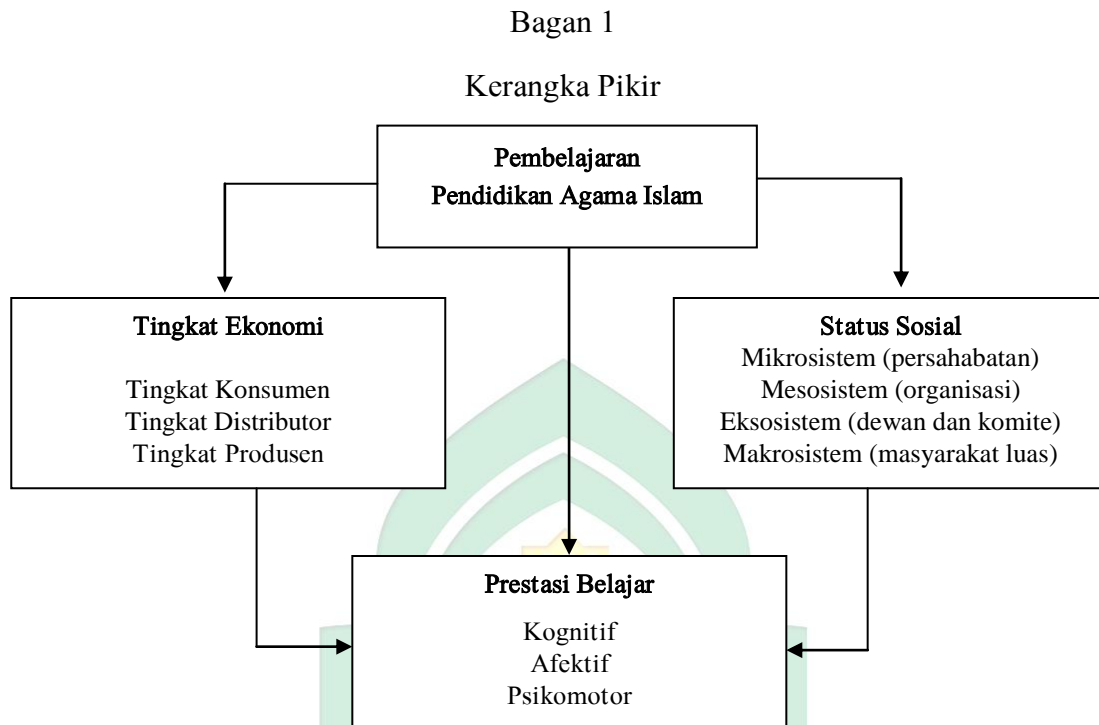 Bagan 1
Kerangka Pikir
Pembelajaran
Pendidikan Agama Islam
Tingkat Ekonomi
Tingkat Konsumen
Tingkat Distributor
Tingkat Produsen
Status Sosial
Mikrosistem (persahabatan)
Mesosistem (organisasi)
Eksosistem (dewan dan komite)
Makrosistem (masyarakat luas)
Prestasi Belajar
Kognitif
Afektif
Psikomotor